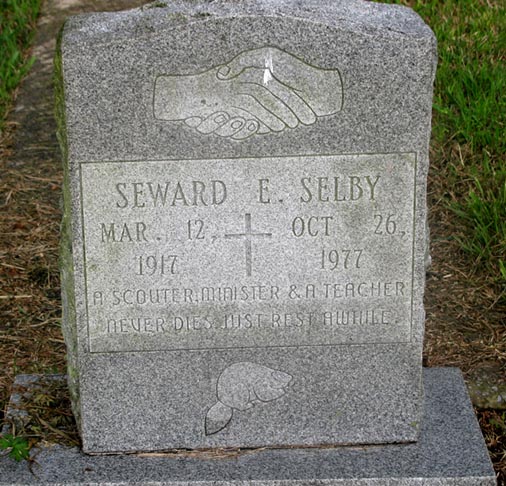 SEWARD E. SELBY
MAR. 12, OCT 26,
1917 1977
A SCOUTER, MINISTER & A TEACHER
NEVER DIES JUST REST AWHILE.